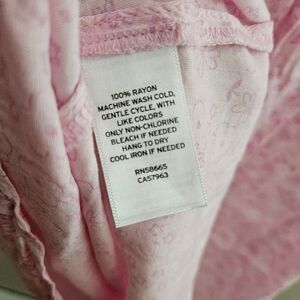 100% RAYON
MACHINE WASH COLD,
GENTLE CYCLE, WITH
LIKE COLORS
ONLY NON-CHLORINE
BLEACH IF NEEDED
HANG TO DRY
COOL IRON IF NEEDED
RN58665
CA57963